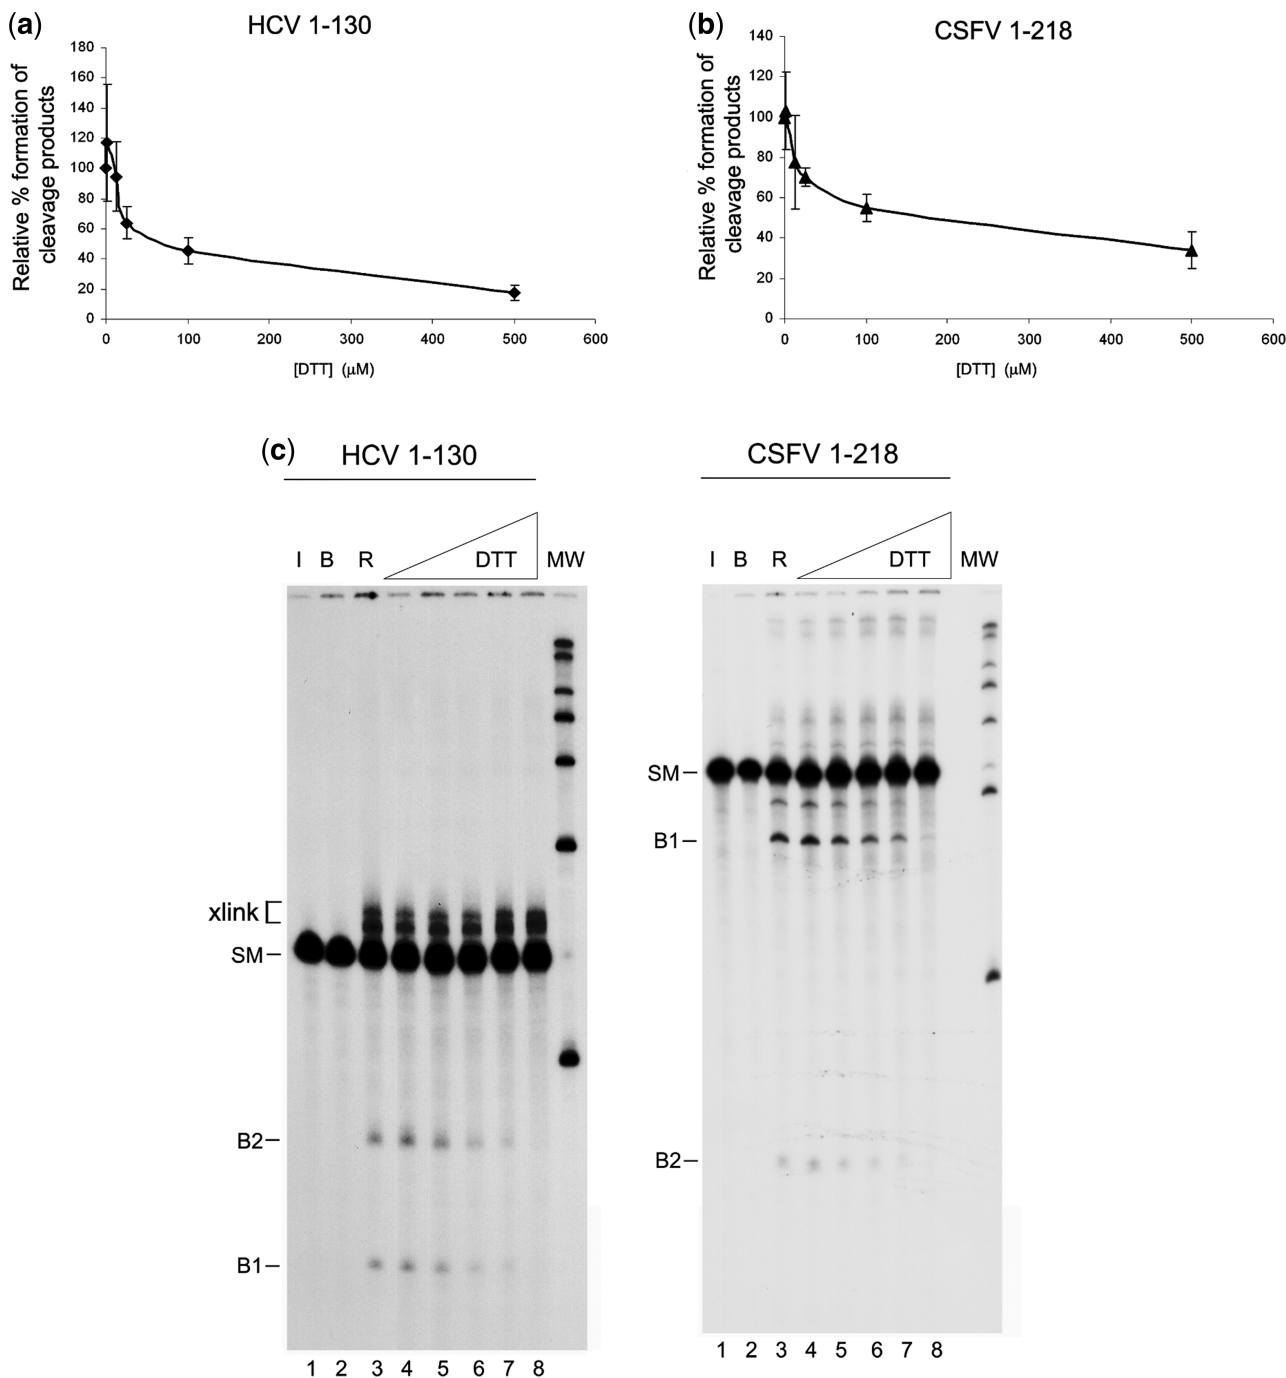 (a)
HCV 1-130
Relative % formation of
cleavage products
180
160
140
120
100
80
60
40
20
0
0 100 200 300 400 500 600
[DTT] (μM)
(b)
CSFV 1-218
Relative % formation of
cleavage products
140
120
100
80
60
40
20
0
0 100 200 300 400 500 600
[DTT] (μM)
(c)
HCV 1-130
I B R DTT MW
xlink
SM
B2
B1
1 2 3 4 5 6 7 8
CSFV 1-218
I B R DTT MW
SM
B1
B2
1 2 3 4 5 6 7 8